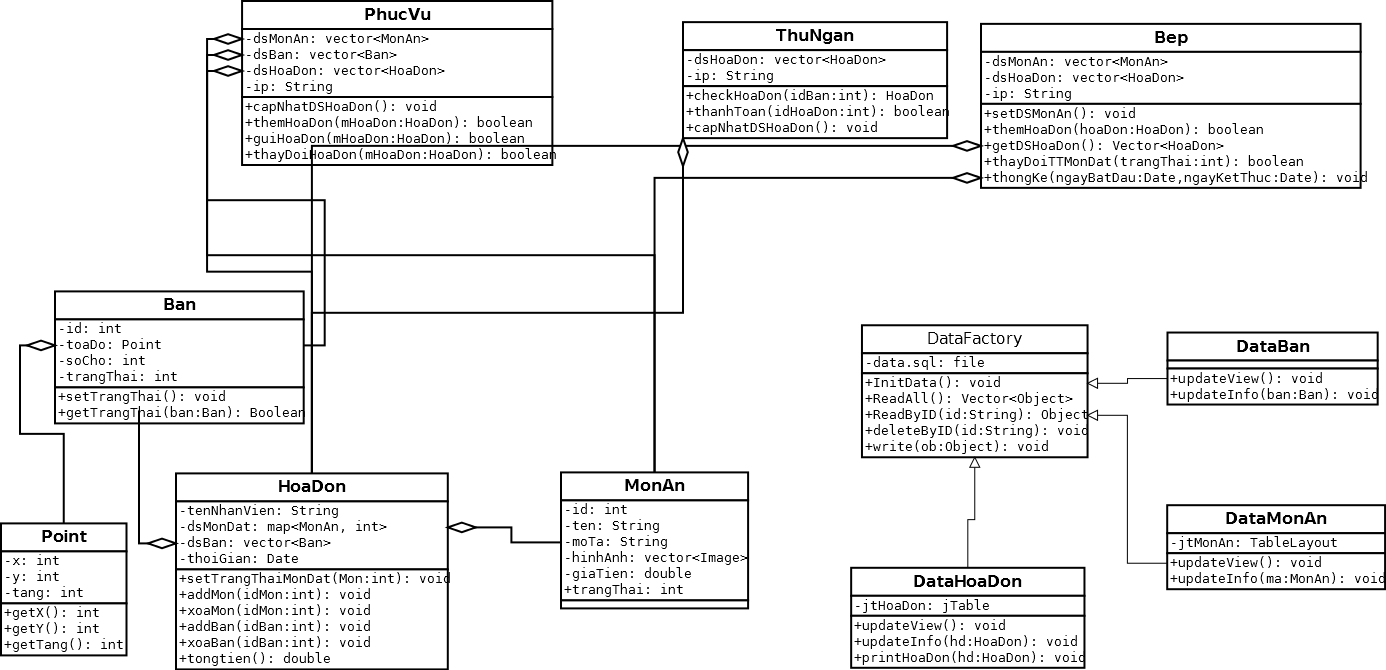 PhucVu
-dsMonAn: vector<MonAn>
-dsBan: vector<Ban>
-dsHoaDon: vector<HoaDon>
-ip: String
+capNhatDSHoaDon(): void
+themHoaDon(mHoaDon:HoaDon): boolean
+guiHoaDon(mHoaDon:HoaDon): boolean
+thayDoiHoaDon(mHoaDon:HoaDon): boolean
ThuNgan
-dsHoaDon: vector<HoaDon>
-ip: String
+checkHoaDon(idBan:int): HoaDon
+thanhToan(idHoaDon:int): boolean
+capNhatDSHoaDon(): void
Bep
-dsMonAn: vector<MonAn>
-dsHoaDon: vector<HoaDon>
-ip: String
+setDSMonAn(): void
+themHoaDon(hoaDon:HoaDon): boolean
+getDSHoaDon(): Vector<HoaDon>
+thayDoiTTMonDat(trangThai:int): boolean
+thongKe(ngayBatDau:Date,ngayKetThuc:Date): void
Ban
-id: int
-toaDo: Point
-soCho: int
-trangThai: int
+setTrangThai(): void
+getTrangThai(ban:Ban): Boolean
DataFactory
-data.sql: file
+InitData(): void
+ReadAll(): Vector<Object>
+ReadByID(id:String): Object
+deleteByID(id:String): void
+write(ob:Object): void
DataBan
+updateView(): void
+updateInfo(ban:Ban): void
Point
-x: int
-y: int
-tang: int
+getX(): int
+getY(): int
+getTang(): int
HoaDon
-tenNhanVien: String
-dsMonDat: map<MonAn, int>
-dsBan: vector<Ban>
-thoiGian: Date
+setTrangThaiMonDat(Mon:int): void
+addMon(idMon:int): void
+xoaMon(idMon:int): void
+addBan(idBan:int): void
+xoaBan(idBan:int): void
+tongtien(): double
MonAn
-id: int
-ten: String
-moTa: String
-hinhAnh: vector<Image>
-giaTien: double
+trangThai: int
DataHoaDon
-jtHoaDon: jTable
+updateView(): void
+updateInfo(hd:HoaDon): void
+printHoaDon(hd:HoaDon): void
DataMonAn
-jtMonAn: TableLayout
+updateView(): void
+updateInfo(ma:MonAn): void